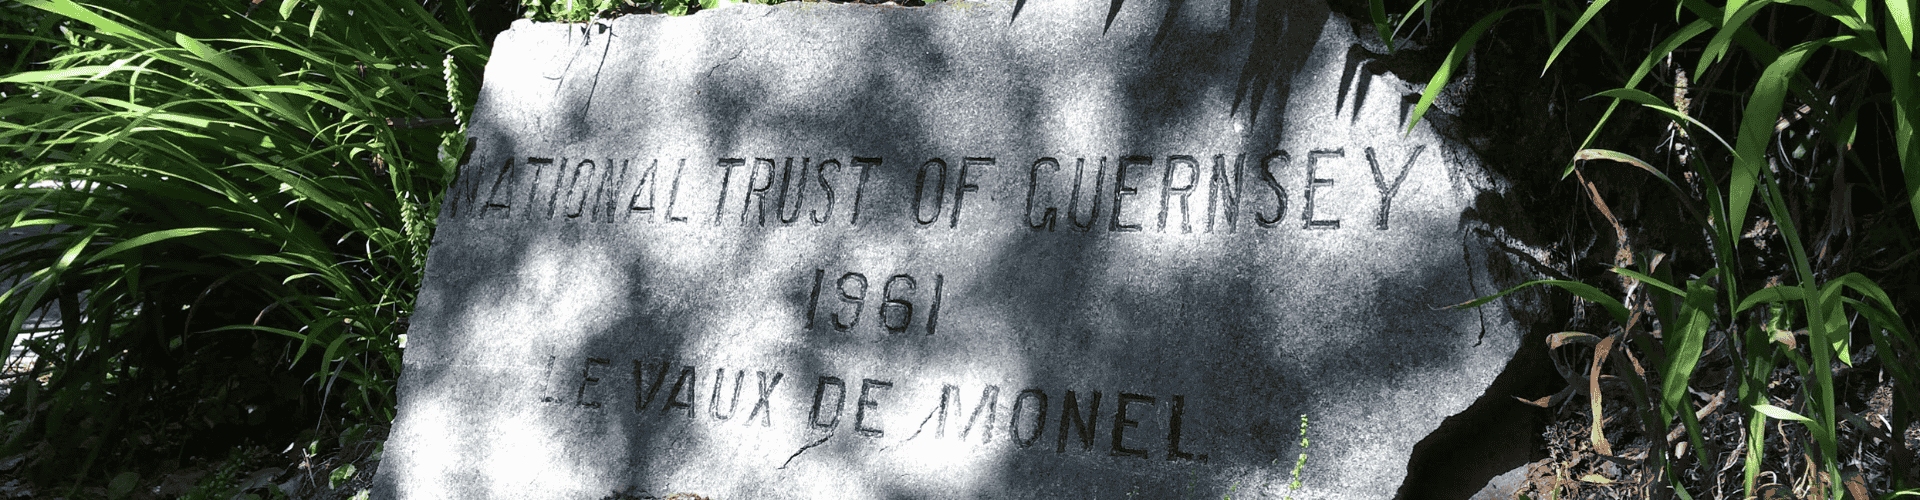 NATIONAL TRUST OF GUERNSEY
1961
LE VAUX DE MONEL